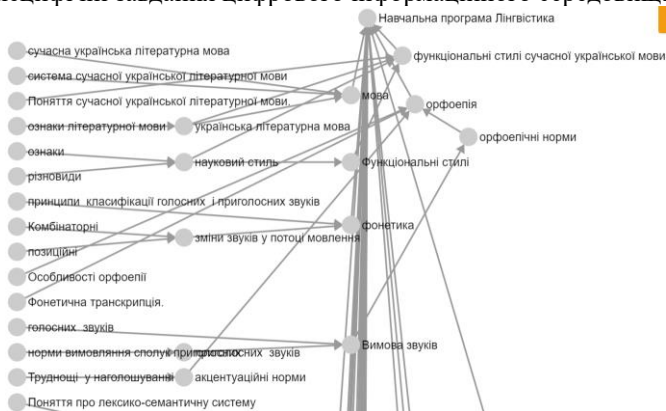 Навчальна програма Лінгвістика
функціональні стилі сучасної української мови
сучасна українська літературна мова
система сучасної української літературної мови
Поняття сучасної української літературної мови.
мова
орфоепія
ознаки літературної мови
українська літературна мова
орфоепічні норми
ознаки
науковий стиль
Функціональні стилі
різновиди
принципи класифікації голосних і приголосних звуків
Комбінаторні
фонетика
зміни звуків у потоці мовлення
позиційні
Особливості орфоепії
Фонетична транскрипція.
голосних звуків
Вимова звуків
норми вимовляння сполук приголосних
приголосних звуків
Труднощі у наголошуванні
акцентуаційні норми
Поняття про лексико-семантичну систему